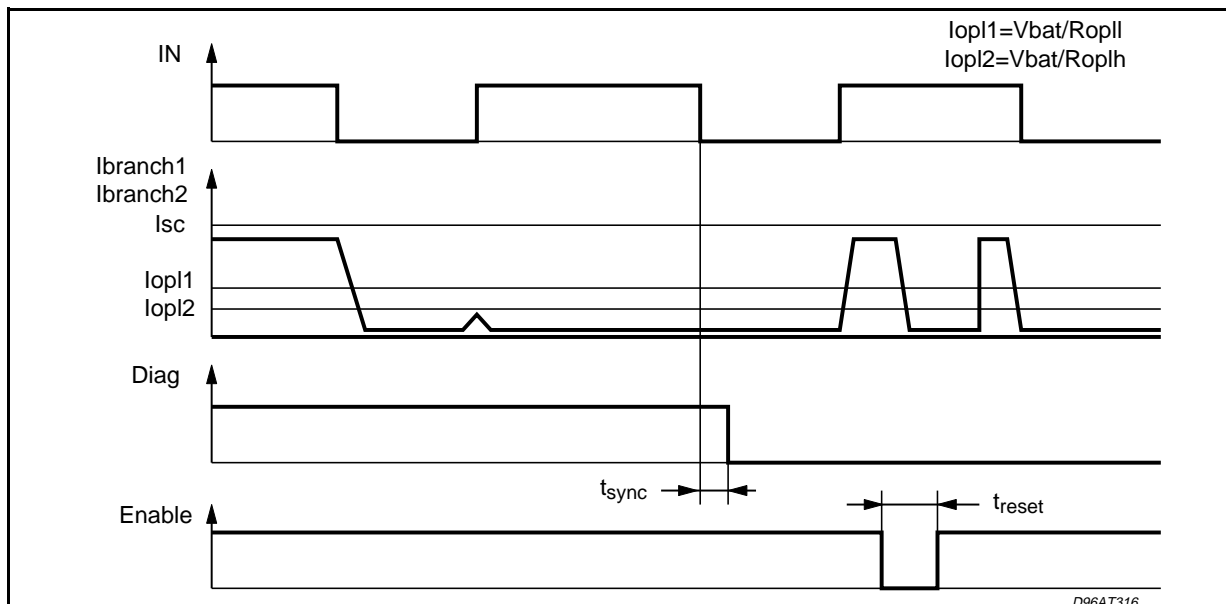 Iopl1=Vbat/Ropll
Iopl2=Vbat/Roplh
IN
Ibranch1
Ibranch2
Isc
Iopl1
Iopl2
Diag
tsync
treset
Enable
D96AT316